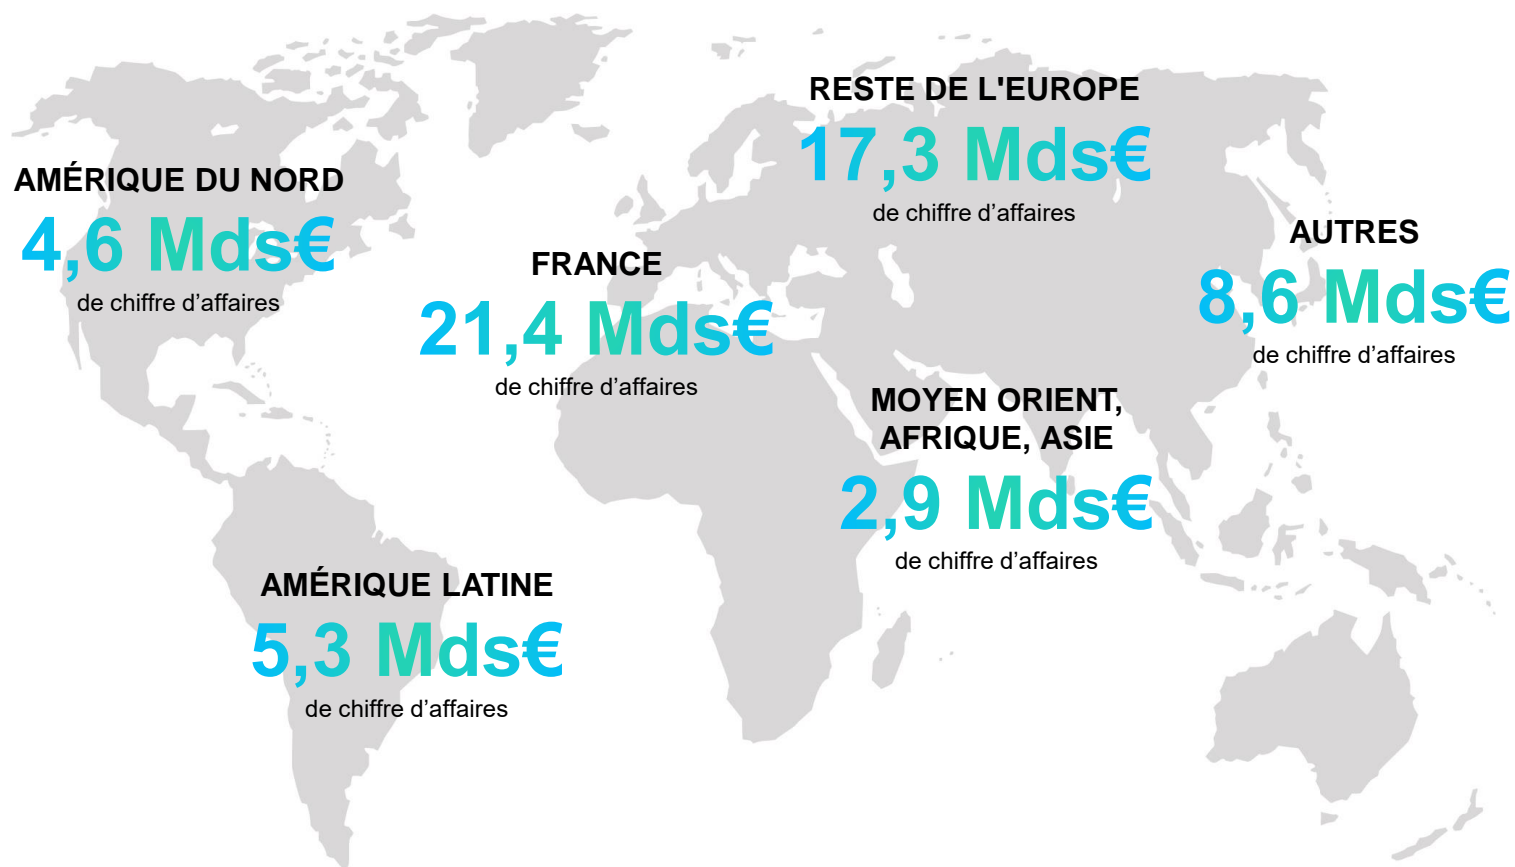 RESTE DE L'EUROPE
17,3 Mds€
de chiffre d’affaires
AMÉRIQUE DU NORD
4,6 Mds€
de chiffre d’affaires
FRANCE
21,4 Mds€
de chiffre d’affaires
AUTRES
8,6 Mds€
de chiffre d’affaires
MOYEN ORIENT,
AFRIQUE, ASIE
2,9 Mds€
de chiffre d’affaires
AMÉRIQUE LATINE
5,3 Mds€
de chiffre d’affaires